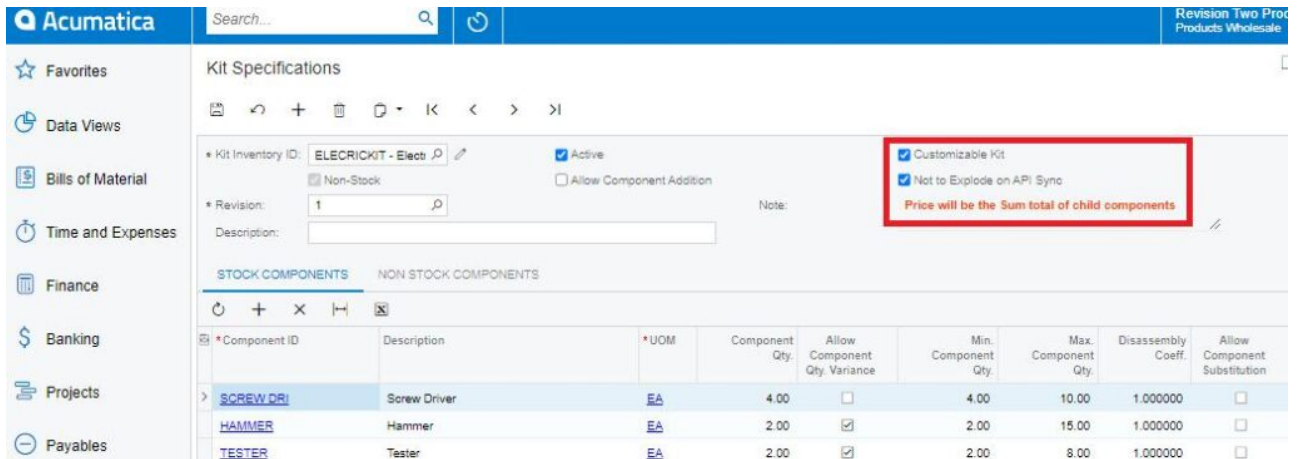 Acumatica
Search...
Revision Two Proc
Products Wholesale
Favorites
Data Views
Bills of Material
Time and Expenses
Finance
Banking
Projects
Payables
Kit Specifications
* Kit Inventory ID: ELECRICKIT - Electr
Active
Customizable Kit
Non-Stock
Allow Component Addition
Not to Explode on API Sync
* Revision: 1
Note:
Price will be the Sum total of child components
Description:
STOCK COMPONENTS NON STOCK COMPONENTS
* Component ID Description * UOM Component Qty. Allow Component Qty. Variance Min. Component Qty. Max. Component Qty. Disassembly Coeff. Allow Component Substitution
SCREW DRI Screw Driver EA 4.00 4.00 10.00 1.000000
HAMMER Hammer EA 2.00 2.00 15.00 1.000000
TESTER Tester EA 2.00 2.00 8.00 1.000000